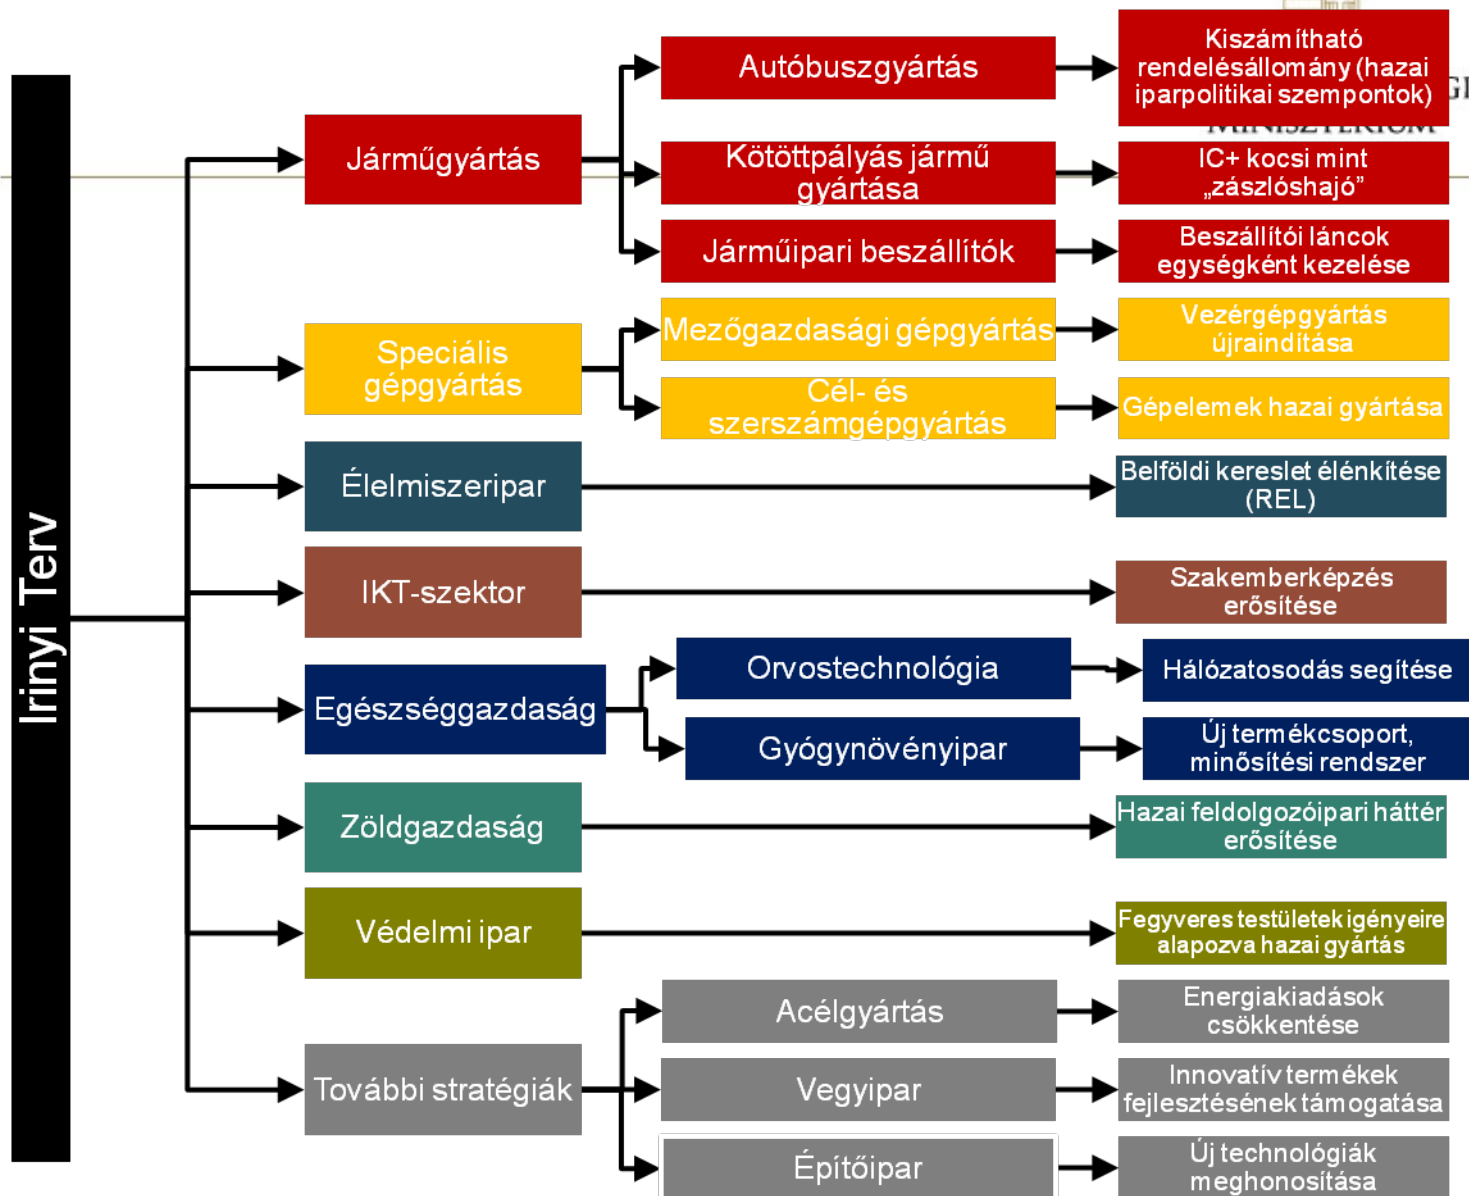 Irinyi Terv
Járműgyártás
Autóbuszgyártás
Kiszámítható
rendelésállomány (hazai
iparpolitikai szempontok)
Kötöttpályás jármű
gyártása
IC+ kocsi mint
„zászlóshajó”
Járműipari beszállítók
Beszállítói láncok
egységként kezelése
Speciális
gépgyártás
Mezőgazdasági gépgyártás
Vezérgépgyártás
újraindítása
Cél- és
szerszámgépgyártás
Gépelemek hazai gyártása
Élelmiszeripar
Belföldi kereslet élénkítése
(REL)
IKT-szektor
Szakemberképzés
erősítése
Egészséggazdaság
Orvostechnológia
Hálózatosodás segítése
Gyógynövényipar
Új termékcsoport,
minősítési rendszer
Zöldgazdaság
Hazai feldolgozóipari háttér
erősítése
Védelmi ipar
Fegyveres testületek igényeire
alapozva hazai gyártás
További stratégiák
Acélgyártás
Energiakiadások
csökkentése
Vegyipar
Innovatív termékek
fejlesztésének támogatása
Építőipar
Új technológiák
meghonosítása